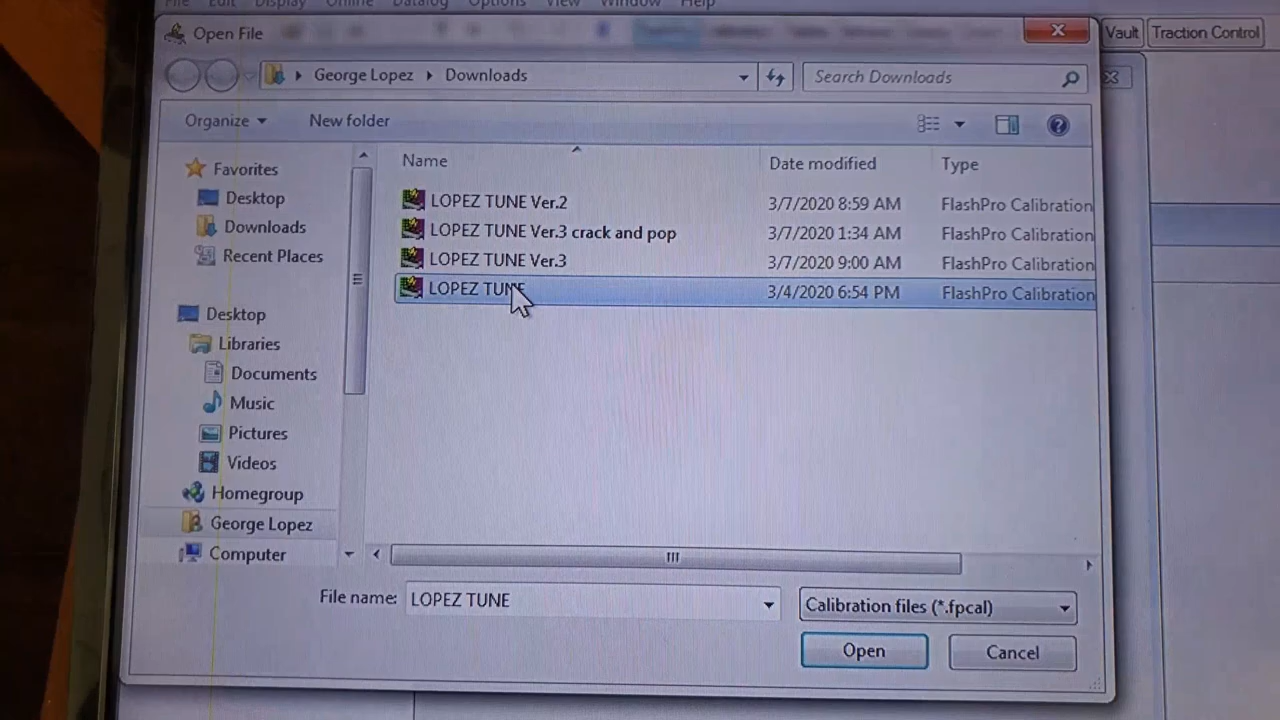 File Edit Display Online Datalog Options View Window Help
Open File
Vault Traction Control
George Lopez Downloads
Search Downloads
Organize New folder
Name Date modified Type
Favorites
Desktop
Downloads
Recent Places
Desktop
Libraries
Documents
Music
Pictures
Videos
Homegroup
George Lopez
Computer
LOPEZ TUNE Ver.2 3/7/2020 8:59 AM FlashPro Calibration
LOPEZ TUNE Ver.3 crack and pop 3/7/2020 1:34 AM FlashPro Calibration
LOPEZ TUNE Ver.3 3/7/2020 9:00 AM FlashPro Calibration
LOPEZ TUNE 3/4/2020 6:54 PM FlashPro Calibration
File name: LOPEZ TUNE
Calibration files (*.fpcal)
Open Cancel